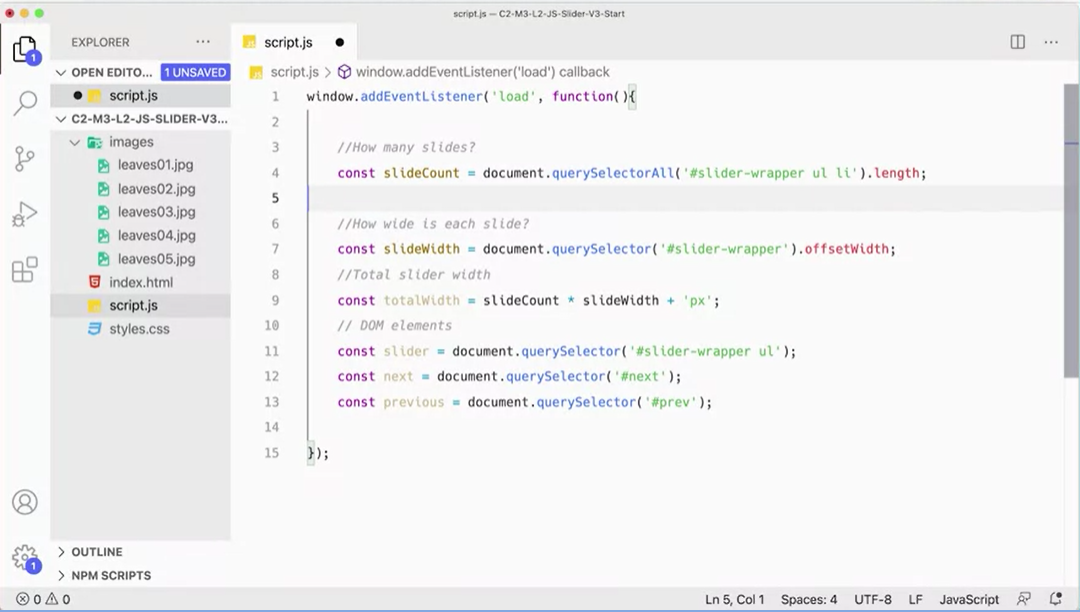 script.js — C2-M3-L2-JS-Slider-V3-Start
1
EXPLORER ...
OPEN EDITO... 1 UNSAVED
script.js
C2-M3-L2-JS-SLIDER-V3...
images
leaves01.jpg
leaves02.jpg
leaves03.jpg
leaves04.jpg
leaves05.jpg
index.html
script.js
styles.css
OUTLINE
NPM SCRIPTS
1
JS script.js ● ...
JS script.js > window.addEventListener('load') callback
1 window.addEventListener('load', function(){
2
3 //How many slides?
4 const slideCount = document.querySelectorAll('#slider-wrapper ul li').length;
5
6 //How wide is each slide?
7 const slideWidth = document.querySelector('#slider-wrapper').offsetWidth;
8 //Total slider width
9 const totalWidth = slideCount * slideWidth + 'px';
10 // DOM elements
11 const slider = document.querySelector('#slider-wrapper ul');
12 const next = document.querySelector('#next');
13 const previous = document.querySelector('#prev');
14
15 });
0 0 Ln 5, Col 1 Spaces: 4 UTF-8 LF JavaScript